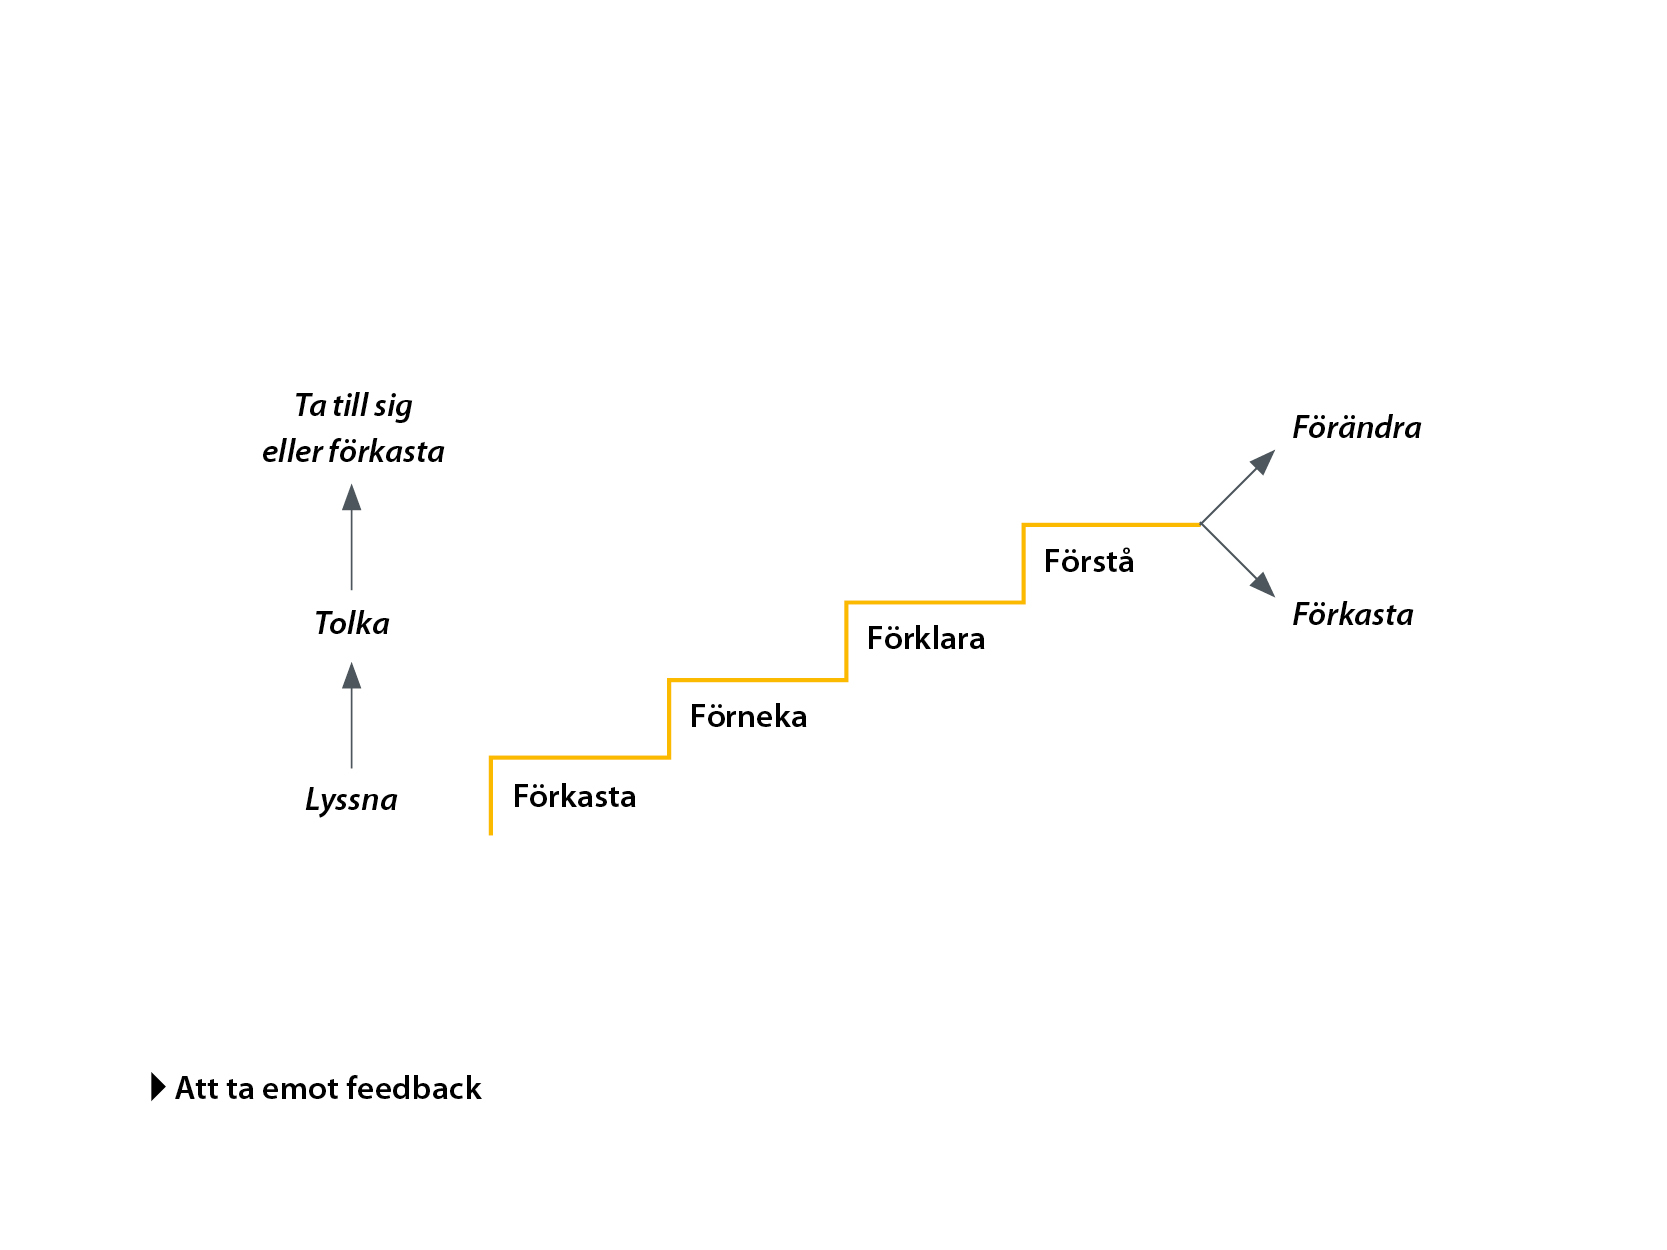 Ta till sig
eller förkasta
Tolka
Lyssna
Förkasta
Förneka
Förklara
Förstå
Förändra
Förkasta
Att ta emot feedback